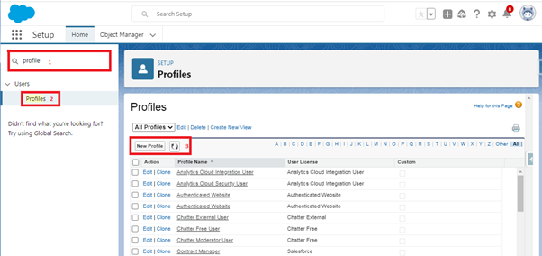 salesforce
Search Setup
Setup
Home
Object Manager
profile
Users
Profiles 2
Didn't find what you're looking for?
Try using Global Search.
SETUP
Profiles
Profiles
Help for this Page
All Profiles Edit | Delete | Create New View
New Profile 3
A | B | C | D | E | F | G | H | I | J | K | L | M | N | O | P | Q | R | S | T | U | V | W | X | Y | Z | Other | All
Action Profile Name User License Custom
Edit | Clone Analytics Cloud Integration User Analytics Cloud Integration User
Edit | Clone Analytics Cloud Security User Analytics Cloud Integration User
Edit | Clone Authenticated Website Authenticated Website
Edit | Clone Authenticated Website Authenticated Website
Edit | Clone Chatter External User Chatter External
Edit | Clone Chatter Free User Chatter Free
Edit | Clone Chatter Moderator User Chatter Free
Edit | Clone Contract Manager Salesforce